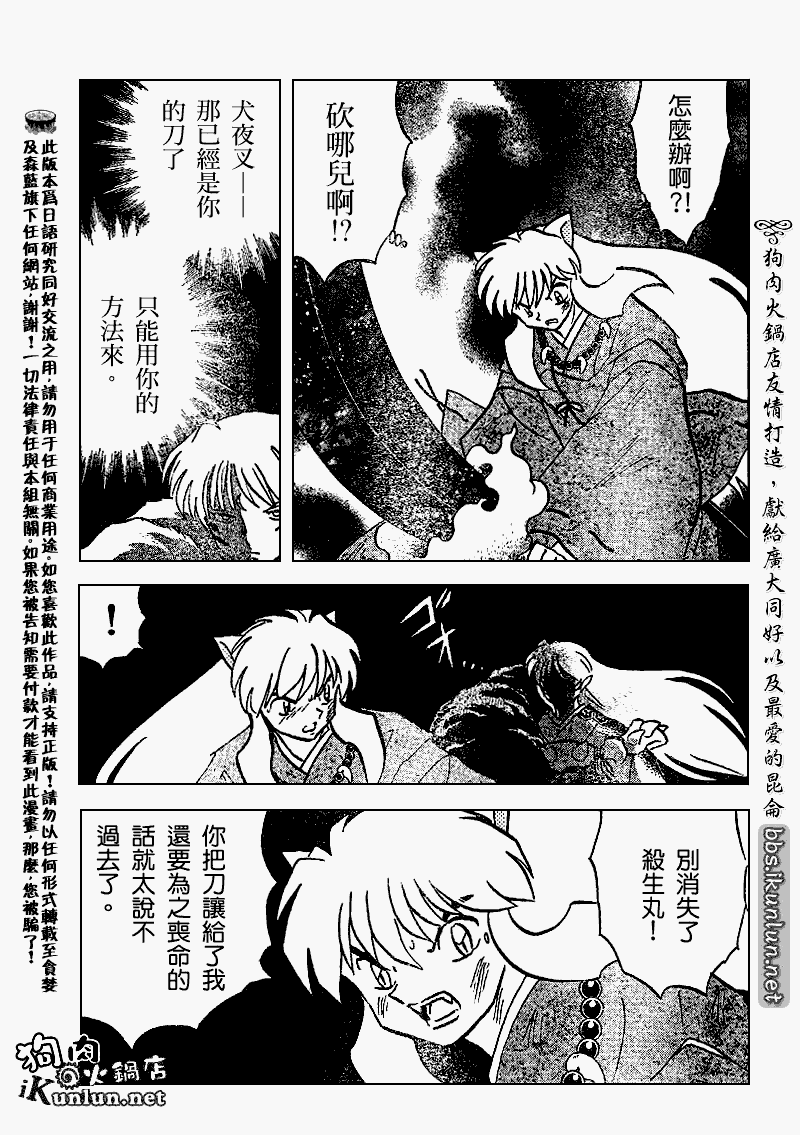 怎麼辦啊?!
砍哪兒啊!?
犬夜叉——
那已經是你
的刀了
只能用你的
方法來。
!
ゴッ
別消失了
殺生丸!
你把刀讓給了我
還要為之喪命的
話就太說不
過去了。
狗肉火鍋店友情打造，獻給廣大同好以及最愛的昆侖
bbs.ikunlun.net
此版本爲日語研究同好交流之用，請勿用于任何商業用途。如您喜歡此作品，請支持正版！請勿以任何形式轉載至貪婪
及森藍旗下任何網站，謝謝！一切法律責任與本組無關。如果您被告知需要付款才能看到此漫畫，那麼，您被騙了！
狗肉火鍋店
iKunlun.net